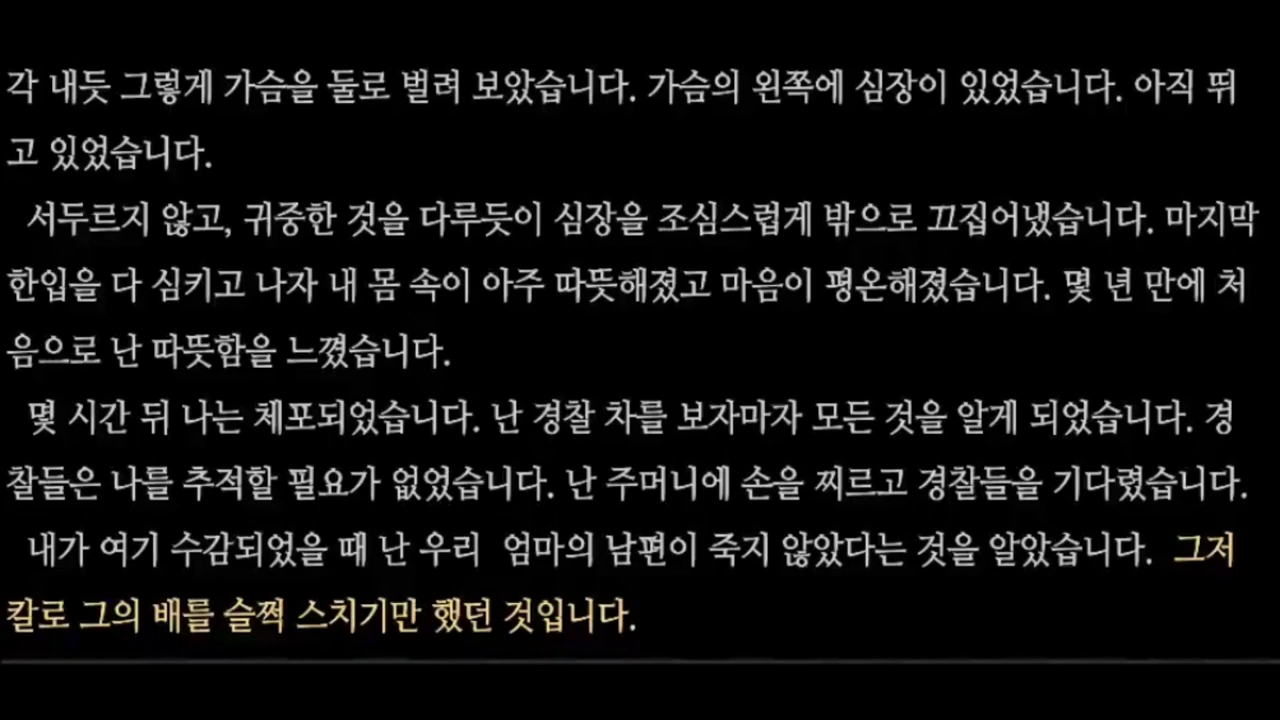 각 내듯 그렇게 가슴을 둘로 벌려 보았습니다. 가슴의 왼쪽에 심장이 있었습니다. 아직 뛰
고 있었습니다.
서두르지 않고, 귀중한 것을 다루듯이 심장을 조심스럽게 밖으로 끄집어냈습니다. 마지막
한입을 다 심키고 나자 내 몸 속이 아주 따뜻해졌고 마음이 평온해졌습니다. 몇 년 만에 처
음으로 난 따뜻함을 느꼈습니다.
몇 시간 뒤 나는 체포되었습니다. 난 경찰 차를 보자마자 모든 것을 알게 되었습니다. 경
찰들은 나를 추적할 필요가 없었습니다. 난 주머니에 손을 찌르고 경찰들을 기다렸습니다.
내가 여기 수감되었을 때 난 우리 엄마의 남편이 죽지 않았다는 것을 알았습니다. 그저
칼로 그의 배를 슬쩍 스치기만 했던 것입니다.